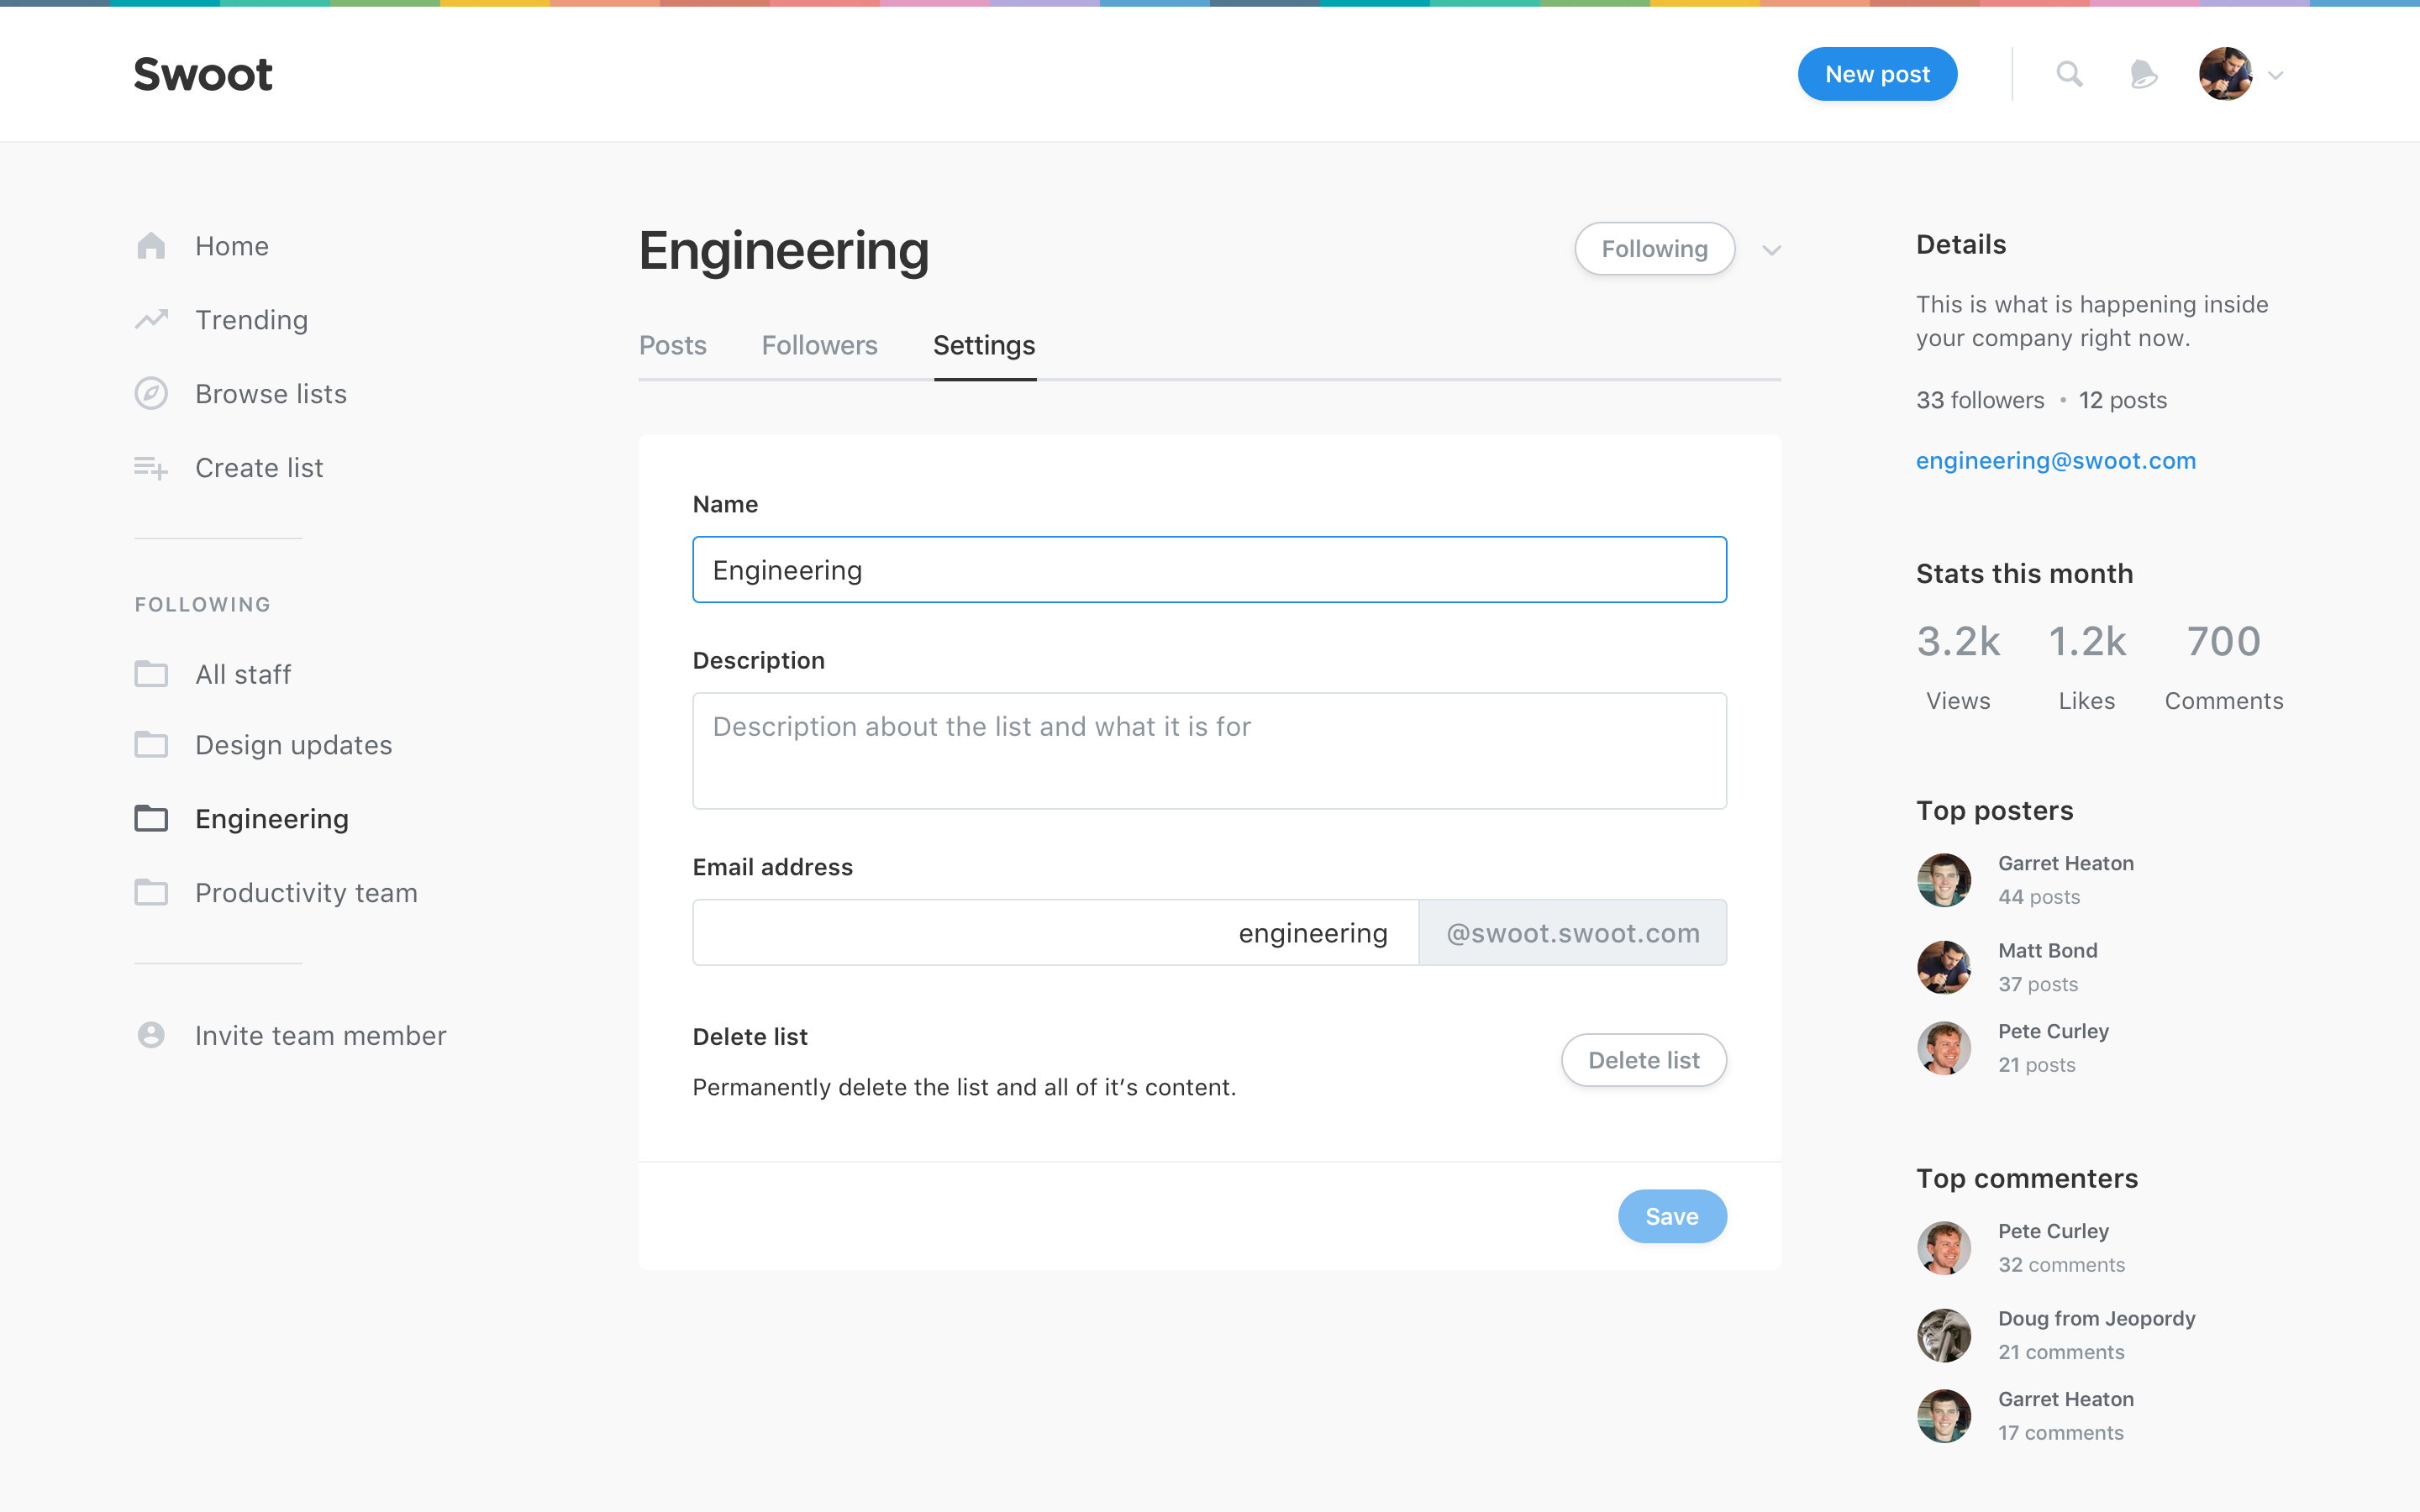 Swoot
New post
Home
Trending
Browse lists
Create list
FOLLOWING
All staff
Design updates
Engineering
Productivity team
Invite team member
Engineering
Following
Posts
Followers
Settings
Name
Engineering
Description
Description about the list and what it is for
Email address
engineering
@swoot.swoot.com
Delete list
Permanently delete the list and all of it’s content.
Delete list
Save
Details
This is what is happening inside
your company right now.
33 followers • 12 posts
engineering@swoot.com
Stats this month
3.2k 1.2k 700
Views Likes Comments
Top posters
Garret Heaton
44 posts
Matt Bond
37 posts
Pete Curley
21 posts
Top commenters
Pete Curley
32 comments
Doug from Jeopordy
21 comments
Garret Heaton
17 comments